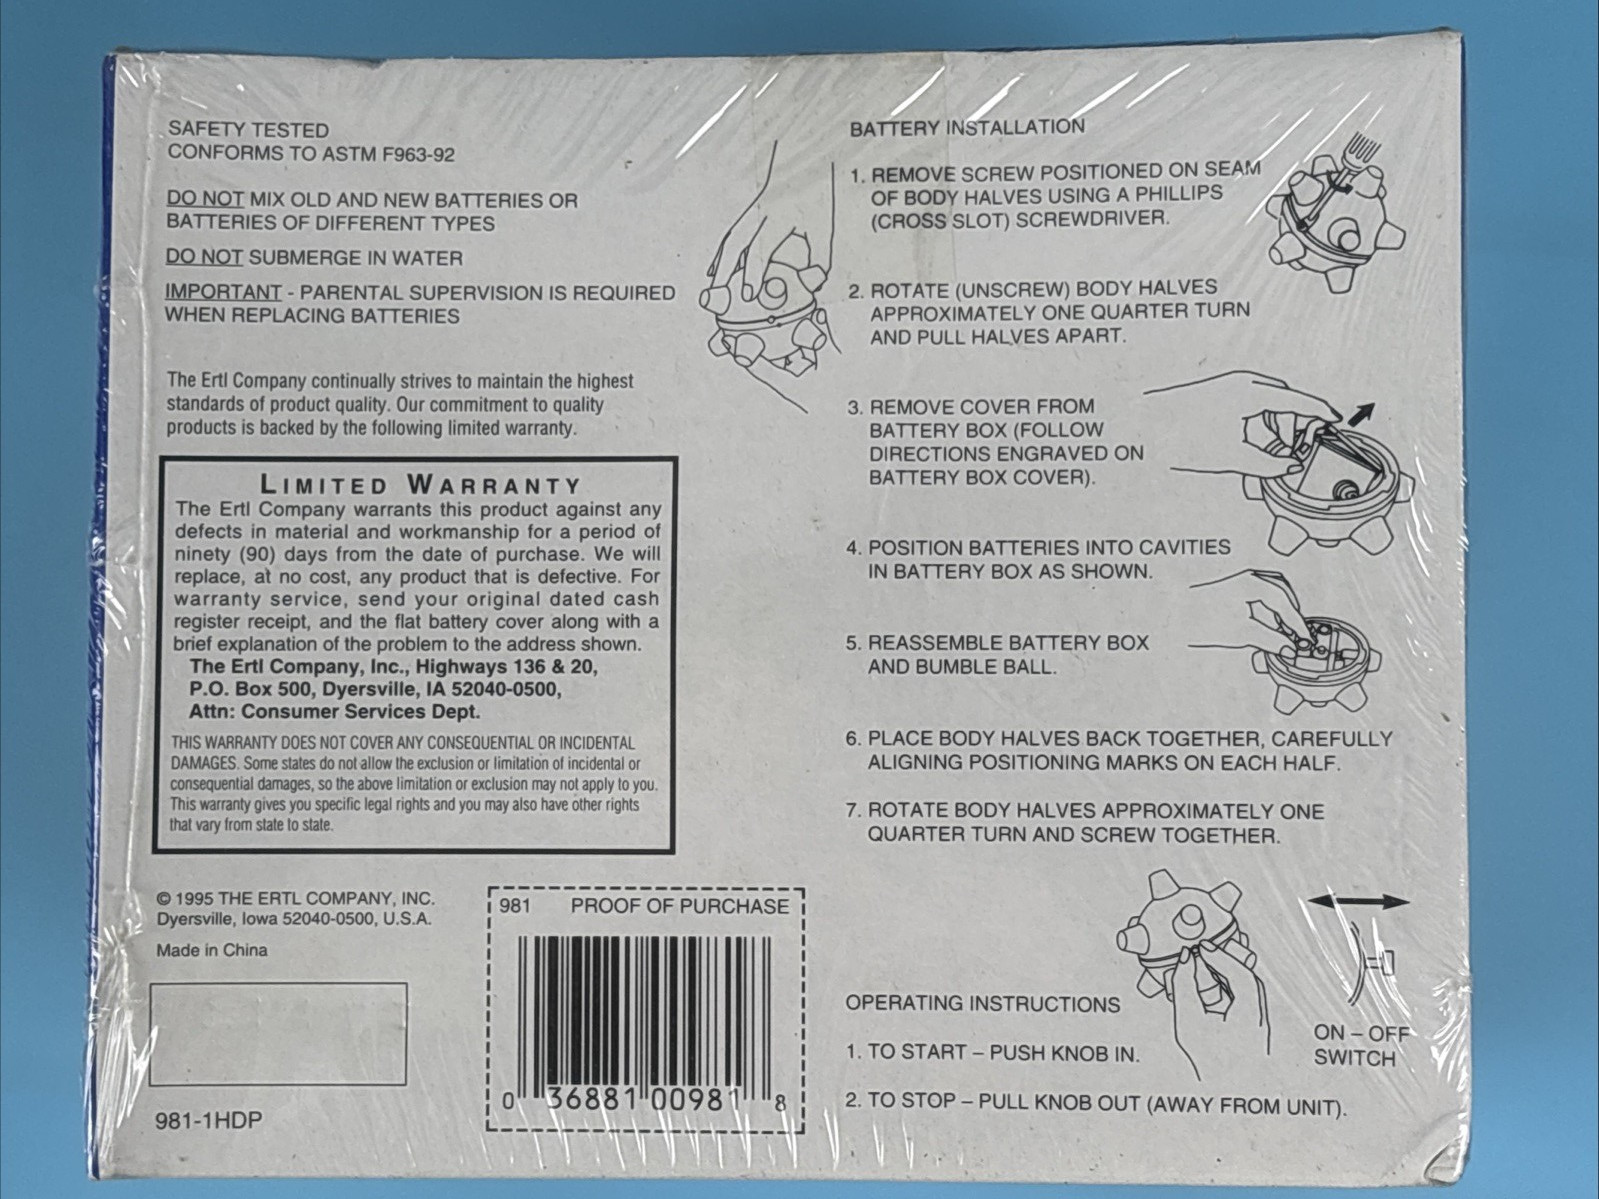 SAFETY TESTED
CONFORMS TO ASTM F963-92
DO NOT MIX OLD AND NEW BATTERIES OR
BATTERIES OF DIFFERENT TYPES
DO NOT SUBMERGE IN WATER
IMPORTANT - PARENTAL SUPERVISION IS REQUIRED
WHEN REPLACING BATTERIES
The Ertl Company continually strives to maintain the highest
standards of product quality. Our commitment to quality
products is backed by the following limited warranty.
LIMITED WARRANTY
The Ertl Company warrants this product against any
defects in material and workmanship for a period of
ninety (90) days from the date of purchase. We will
replace, at no cost, any product that is defective. For
warranty service, send your original dated cash
register receipt, and the flat battery cover along with a
brief explanation of the problem to the address shown.
The Ertl Company, Inc., Highways 136 & 20,
P.O. Box 500, Dyersville, IA 52040-0500,
Attn: Consumer Services Dept.
THIS WARRANTY DOES NOT COVER ANY CONSEQUENTIAL OR INCIDENTAL
DAMAGES. Some states do not allow the exclusion or limitation of incidental or
consequential damages, so the above limitation or exclusion may not apply to you.
This warranty gives you specific legal rights and you may also have other rights
that vary from state to state.
© 1995 THE ERTL COMPANY, INC.
Dyersville, Iowa 52040-0500, U.S.A.
Made in China
981-1HDP
981 PROOF OF PURCHASE
0 36881 00981 8
BATTERY INSTALLATION
1. REMOVE SCREW POSITIONED ON SEAM
OF BODY HALVES USING A PHILLIPS
(CROSS SLOT) SCREWDRIVER.
2. ROTATE (UNSCREW) BODY HALVES
APPROXIMATELY ONE QUARTER TURN
AND PULL HALVES APART.
3. REMOVE COVER FROM
BATTERY BOX (FOLLOW
DIRECTIONS ENGRAVED ON
BATTERY BOX COVER).
4. POSITION BATTERIES INTO CAVITIES
IN BATTERY BOX AS SHOWN.
5. REASSEMBLE BATTERY BOX
AND BUMBLE BALL.
6. PLACE BODY HALVES BACK TOGETHER, CAREFULLY
ALIGNING POSITIONING MARKS ON EACH HALF.
7. ROTATE BODY HALVES APPROXIMATELY ONE
QUARTER TURN AND SCREW TOGETHER.
OPERATING INSTRUCTIONS
1. TO START – PUSH KNOB IN.
2. TO STOP – PULL KNOB OUT (AWAY FROM UNIT).
ON – OFF
SWITCH